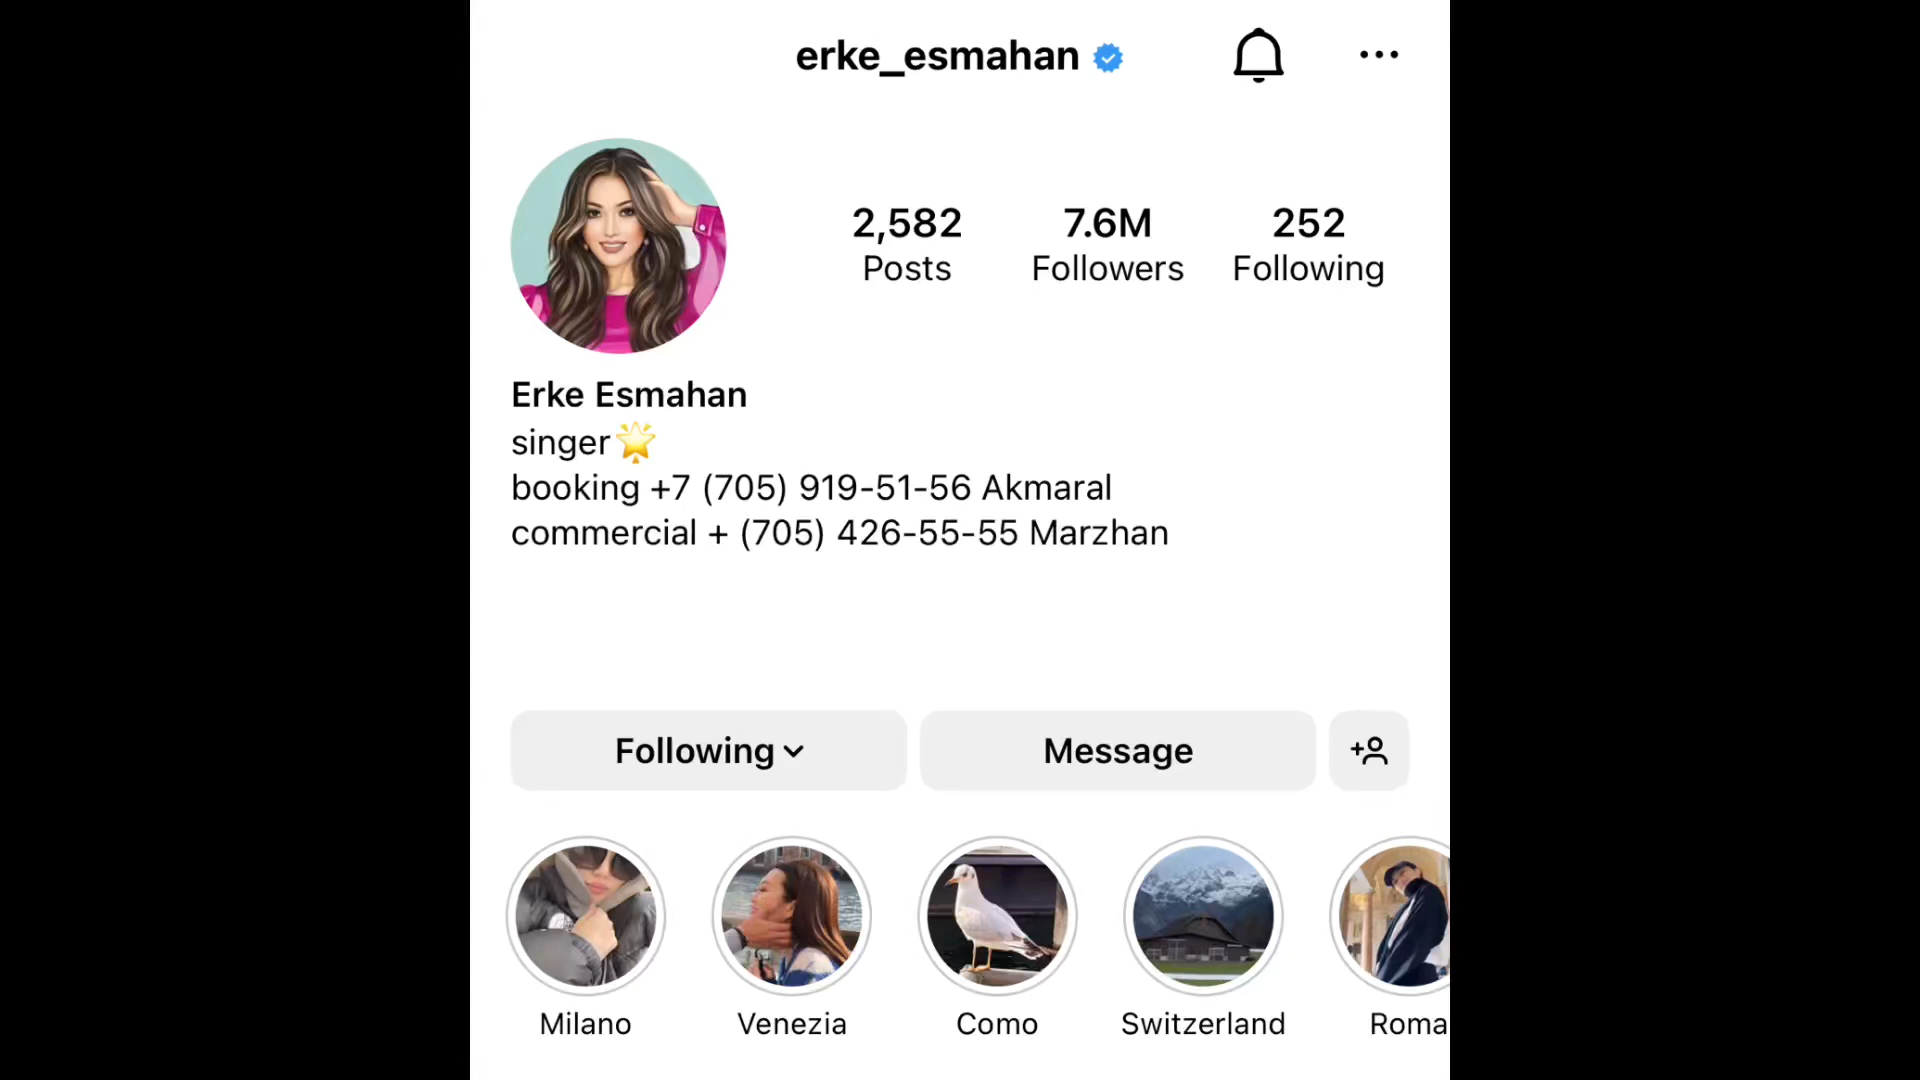 erke_esmahan
2,582 7.6M 252
Posts Followers Following
Erke Esmahan
singer🌟
booking +7 (705) 919-51-56 Akmaral
commercial + (705) 426-55-55 Marzhan
Following Message
Milano Venezia Como Switzerland Roma